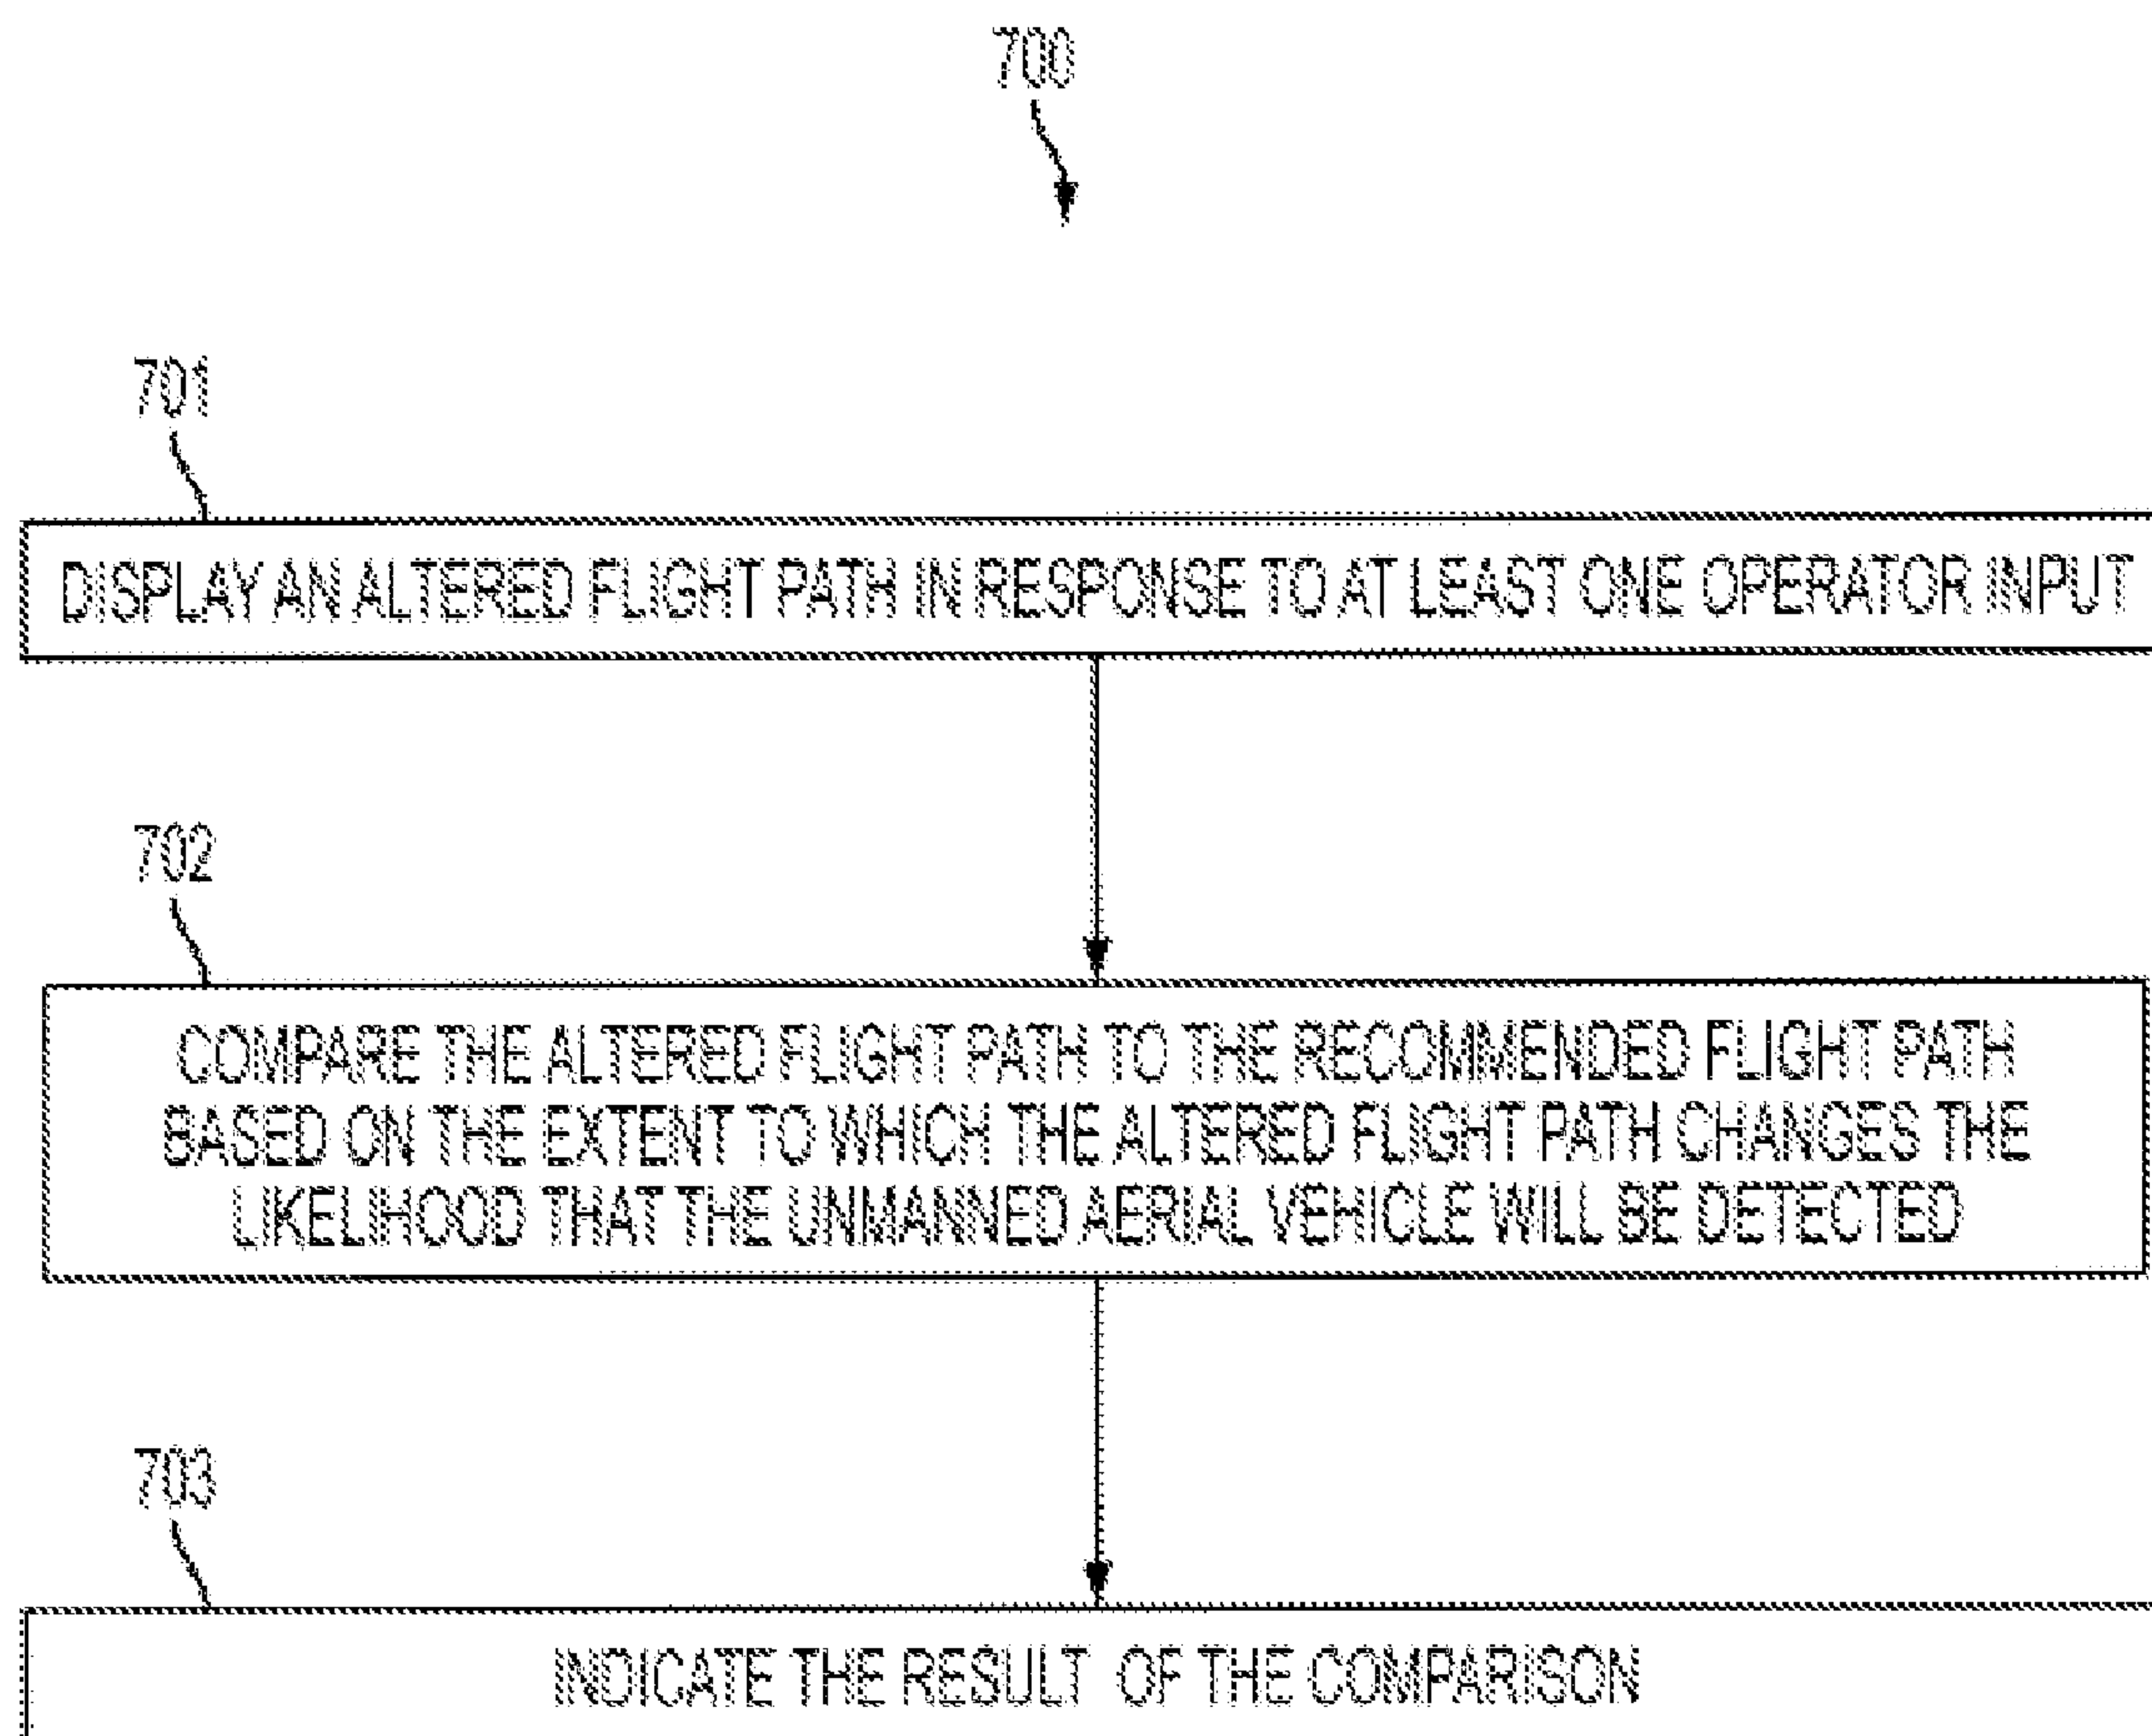 700
701
DISPLAY AN ALTERED FLIGHT PATH IN RESPONSE TO AT LEAST ONE OPERATOR INPUT
702
COMPARE THE ALTERED FLIGHT PATH TO THE RECOMMENDED FLIGHT PATH
BASED ON THE EXTENT TO WHICH THE ALTERED FLIGHT PATH CHANGES THE
LIKELIHOOD THAT THE UNMANNED AERIAL VEHICLE WILL BE DETECTED
703
INDICATE THE RESULT OF THE COMPARISON